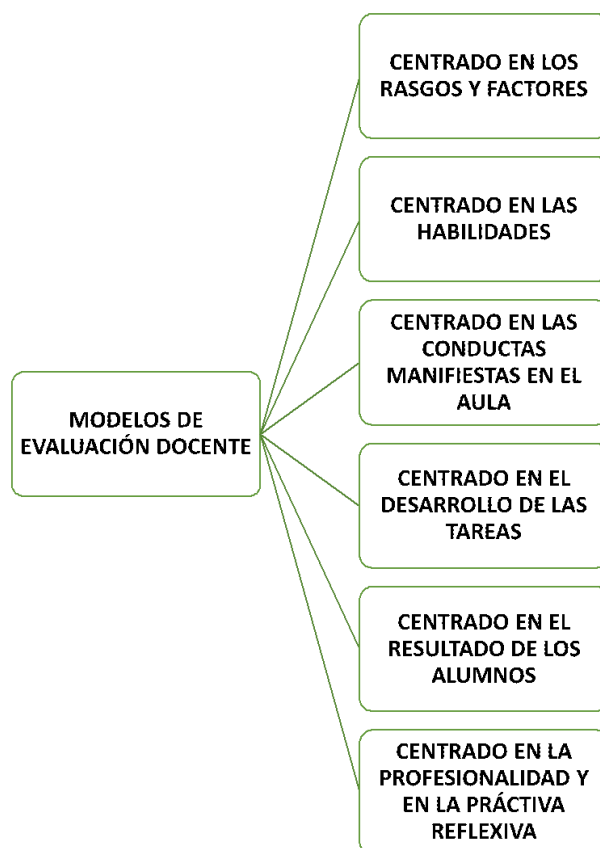 CENTRADO EN LOS
RASGOS Y FACTORES
CENTRADO EN LAS
HABILIDADES
CENTRADO EN LAS
CONDUCTAS
MANIFIESTAS EN EL
AULA
MODELOS DE
EVALUACIÓN DOCENTE
CENTRADO EN EL
DESARROLLO DE LAS
TAREAS
CENTRADO EN EL
RESULTADO DE LOS
ALUMNOS
CENTRADO EN LA
PROFESIONALIDAD Y
EN LA PRÁCTIVA
REFLEXIVA